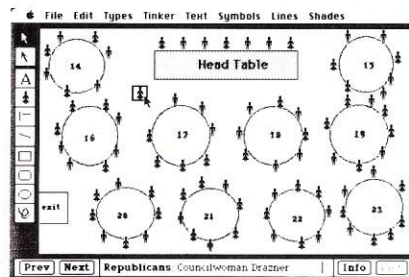 File Edit Types Tinker Text Symbols Lines Shades
14
Head Table
15
A
16
17
18
19
exit
20
21
22
23
Prev Next Republicans Councilwoman Drazner Info